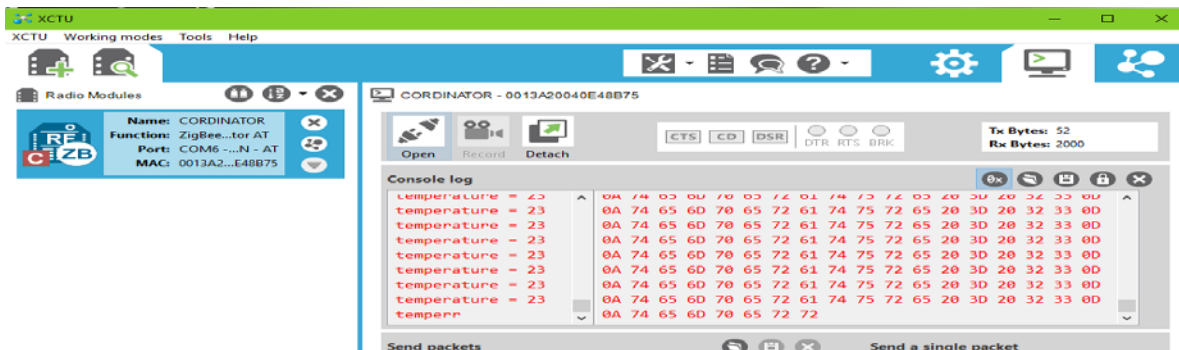 XCTU
XCTU Working modes Tools Help
Radio Modules
Name: CORDINATOR
Function: ZigBee...tor AT
Port: COM6 -...N - AT
MAC: 0013A2...E48B75
RF
C ZB
CORDINATOR - 0013A20040E48B75
Open Record Detach
CTS CD DSR DTR RTS BRK
Tx Bytes: 52
Rx Bytes: 2000
Console log
temperature = 23 0A 74 65 6D 70 65 72 61 74 75 72 65 20 3D 20 32 33 0D
temperature = 23 0A 74 65 6D 70 65 72 61 74 75 72 65 20 3D 20 32 33 0D
temperature = 23 0A 74 65 6D 70 65 72 61 74 75 72 65 20 3D 20 32 33 0D
temperature = 23 0A 74 65 6D 70 65 72 61 74 75 72 65 20 3D 20 32 33 0D
temperature = 23 0A 74 65 6D 70 65 72 61 74 75 72 65 20 3D 20 32 33 0D
temperature = 23 0A 74 65 6D 70 65 72 61 74 75 72 65 20 3D 20 32 33 0D
temperature = 23 0A 74 65 6D 70 65 72 61 74 75 72 65 20 3D 20 32 33 0D
temperature = 23 0A 74 65 6D 70 65 72 61 74 75 72 65 20 3D 20 32 33 0D
temperr 0A 74 65 6D 70 65 72 72
Send packets Send a single packet